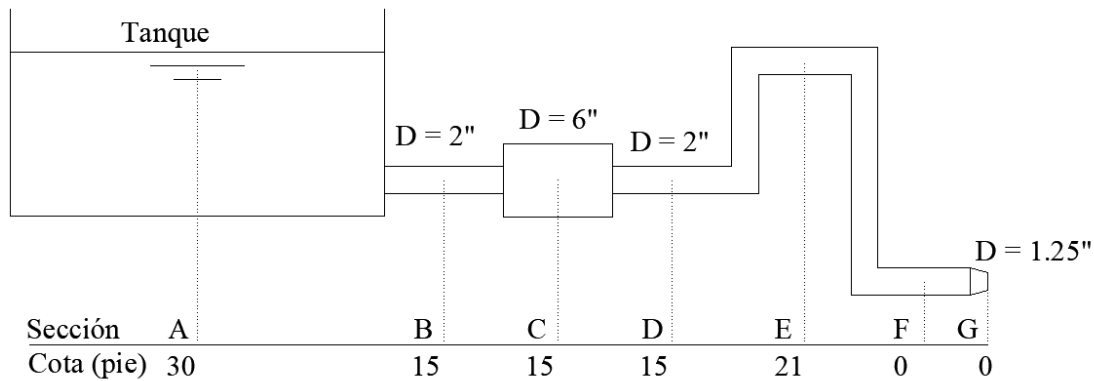 Tanque
D = 2"
D = 6"
D = 2"
D = 1.25"
Sección A B C D E F G
Cota (pie) 30 15 15 15 21 0 0